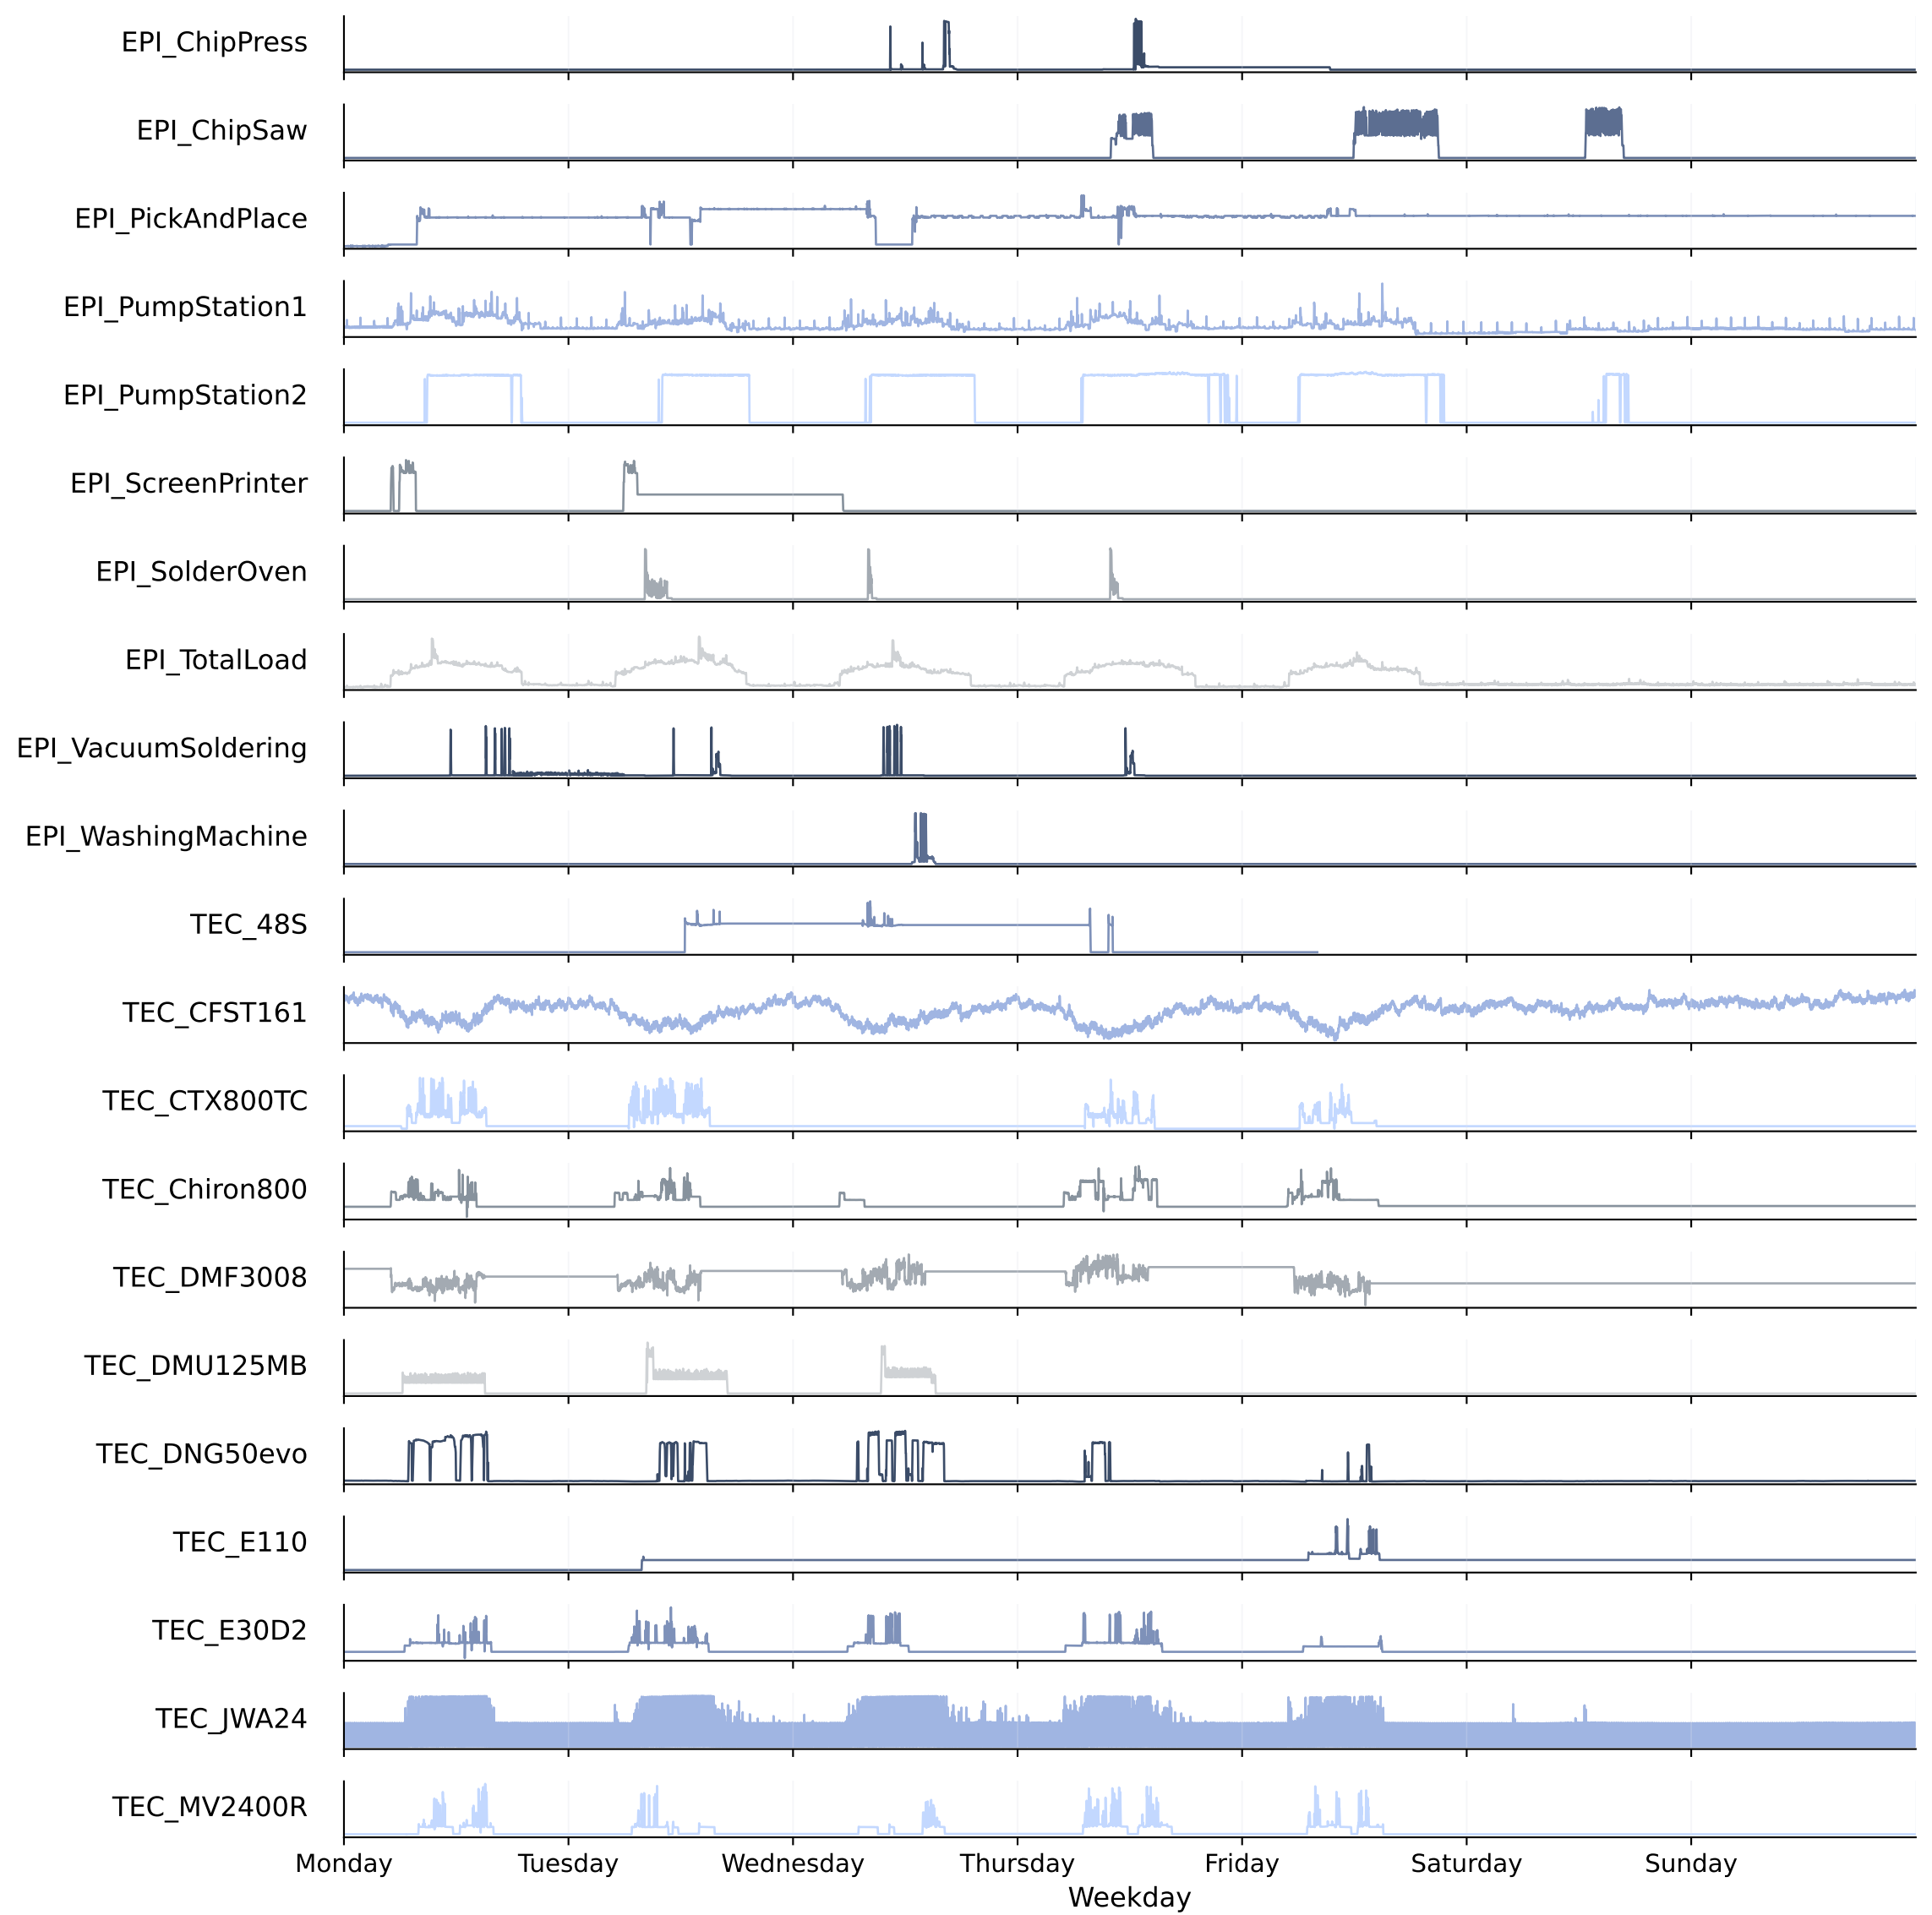 EPI_ChipPress
EPI_ChipSaw
EPI_PickAndPlace
EPI_PumpStation1
EPI_PumpStation2
EPI_ScreenPrinter
EPI_SolderOven
EPI_TotalLoad
EPI_VacuumSoldering
EPI_WashingMachine
TEC_48S
TEC_CFST161
TEC_CTX800TC
TEC_Chiron800
TEC_DMF3008
TEC_DMU125MB
TEC_DNG50evo
TEC_E110
TEC_E30D2
TEC_JWA24
TEC_MV2400R
Monday Tuesday Wednesday Thursday Friday Saturday Sunday
Weekday